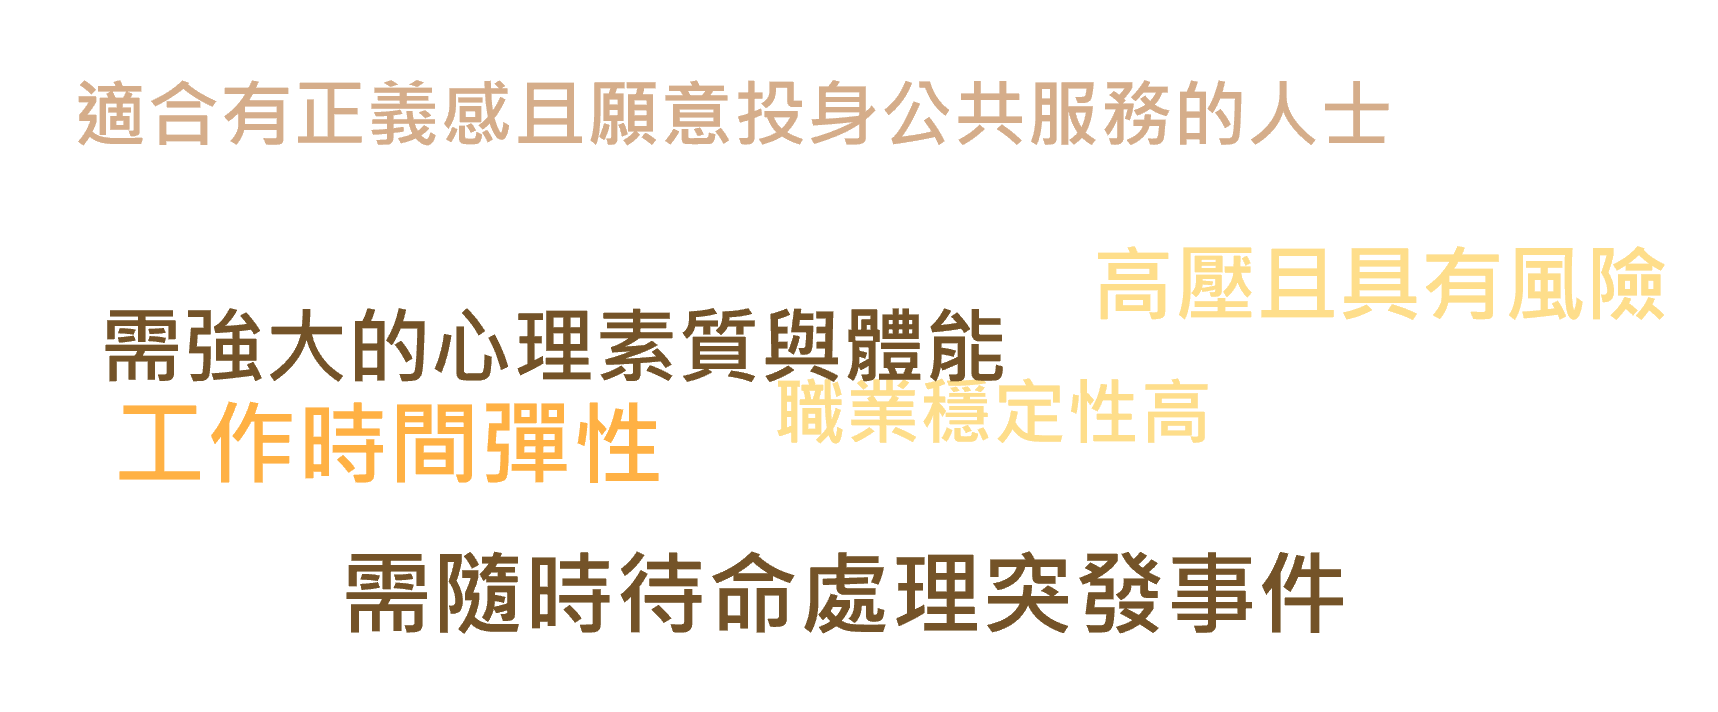 適合有正義感且願意投身公共服務的人士
高壓且具有風險
需強大的心理素質與體能
職業穩定性高
工作時間彈性
需隨時待命處理突發事件